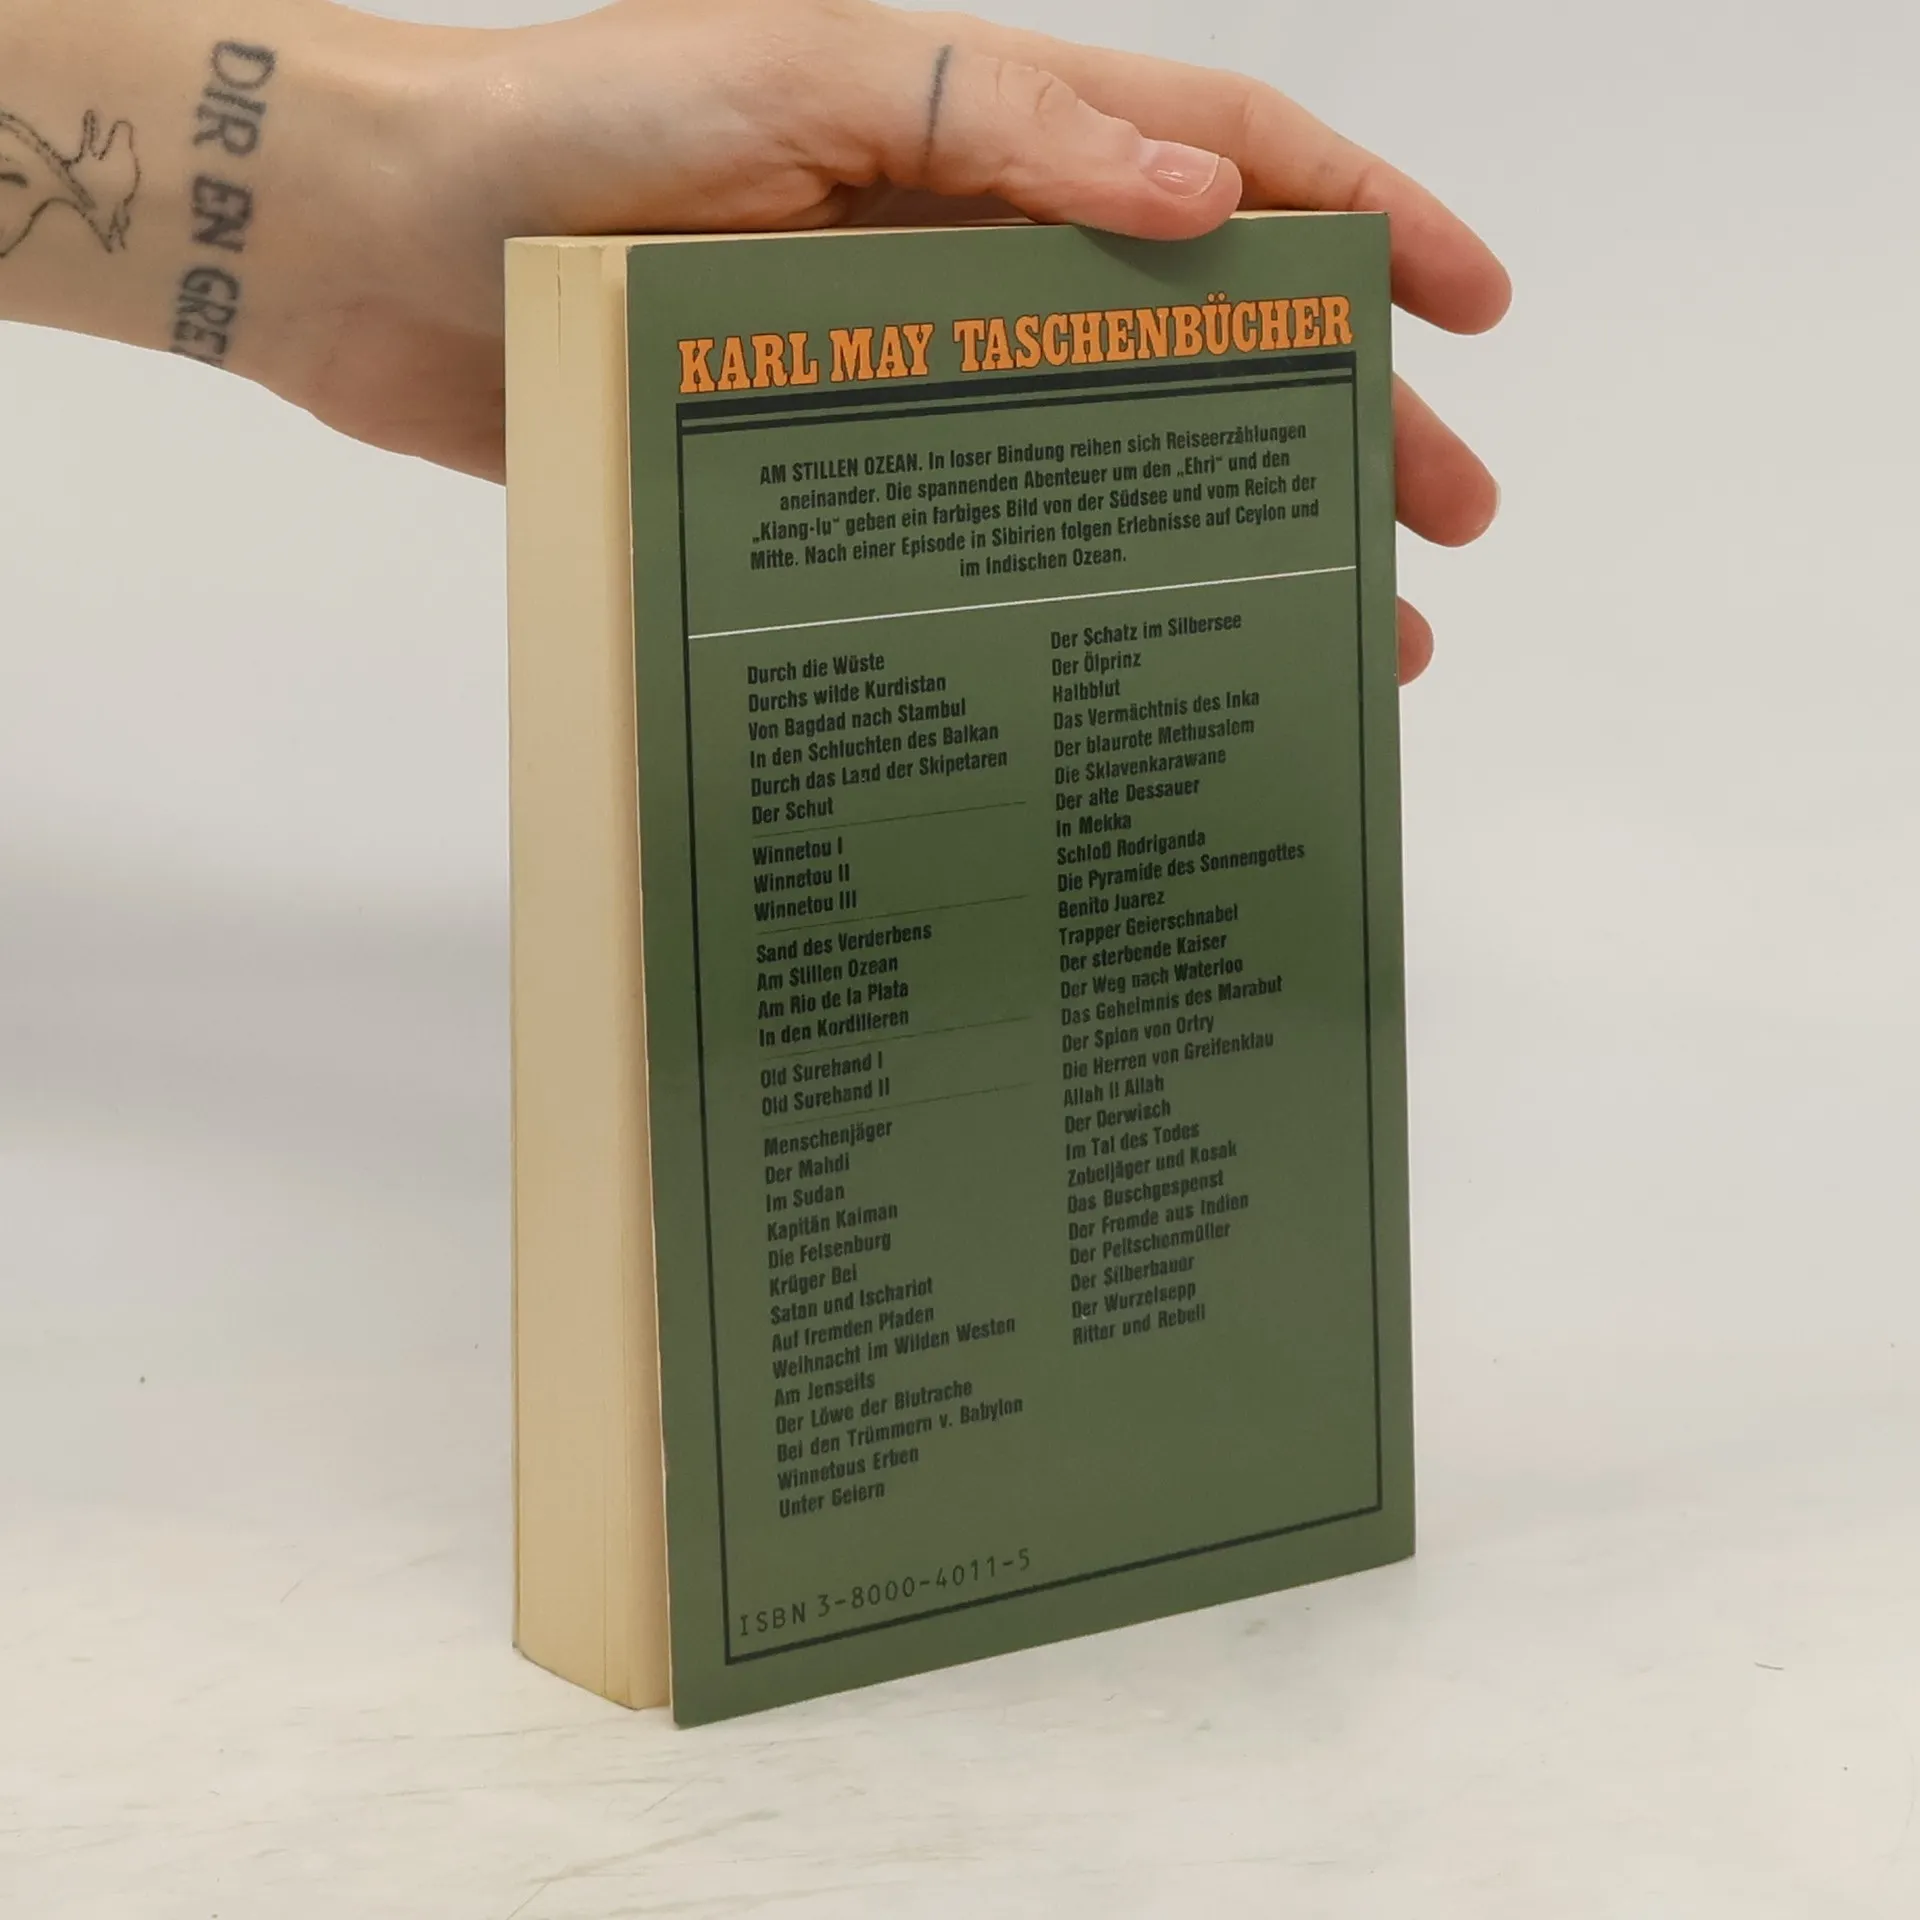 DIR EN GREY
KARL MAY TASCHENBÜCHER
AM STILLEN OZEAN. In loser Bindung reihen sich Reiseerzählungen
aneinander. Die spannenden Abenteuer um den „Ehri“ und den
„Kiang-lu“ geben ein farbiges Bild von der Südsee und vom Reich der
Mitte. Nach einer Episode in Sibirien folgen Erlebnisse auf Ceylon und
im Indischen Ozean.
Durch die Wüste
Durchs wilde Kurdistan
Von Bagdad nach Stambul
In den Schluchten des Balkan
Durch das Land der Skipetaren
Der Schut
Winnetou I
Winnetou II
Winnetou III
Sand des Verderbens
Am Stillen Ozean
Am Rio de la Plata
In den Kordilleren
Old Surehand I
Old Surehand II
Menschenjäger
Der Mahdi
Im Sudan
Kapitän Kaiman
Die Felsenburg
Krüger Bei
Satan und Ischariot
Auf fremden Pfaden
Weihnacht im Wilden Westen
Am Jenseits
Der Löwe der Blutrache
Bei den Trümmern v. Babylon
Winnetous Erben
Unter Geiern
Der Schatz im Silbersee
Der Ölprinz
Halbblut
Das Vermächtnis des Inka
Der blaurote Methusalem
Die Sklavenkarawane
Der alte Dessauer
In Mekka
Schloß Rodriganda
Die Pyramide des Sonnengottes
Benito Juarez
Trapper Geierschnabel
Der sterbende Kaiser
Der Weg nach Waterloo
Das Geheimnis des Marabut
Der Spion von Ortry
Die Herren von Greifenklau
Allah il Allah
Der Derwisch
Im Tal des Todes
Zobeljäger und Kosak
Das Buschgespenst
Der Fremde aus Indien
Der Peitschenmüller
Der Silberbauer
Der Wurzelsepp
Ritter und Rebell
ISBN 3-8000-4011-5